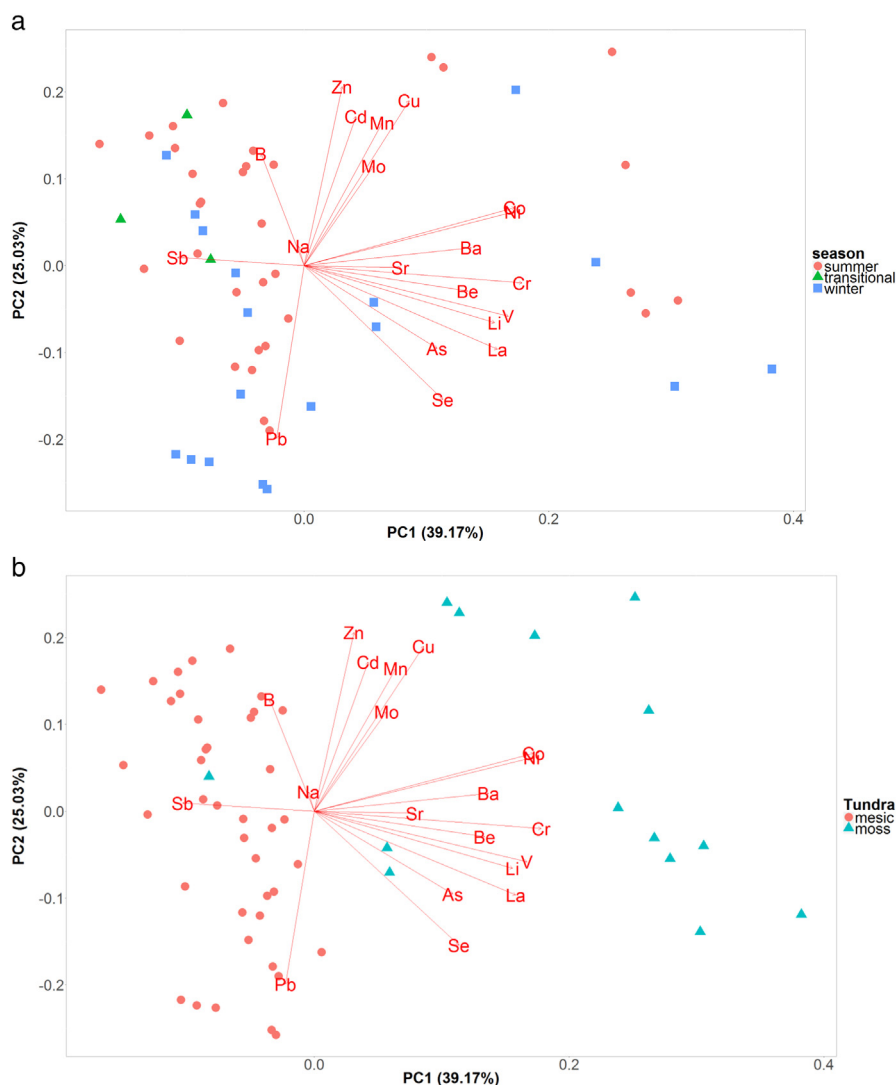 a
0.2
0.1
0.0
-0.1
-0.2
PC2 (25.03%)
Zn
Cd
Mn
Cu
Mo
B
Na
Sb
Co
Ni
Ba
Sr
Cr
Be
V
Li
As
La
Se
Pb
season
summer
transitional
winter
0.0
0.2
0.4
PC1 (39.17%)
b
0.2
0.1
0.0
-0.1
-0.2
PC2 (25.03%)
Zn
Cd
Mn
Cu
Mo
B
Na
Sb
Co
Ni
Ba
Sr
Cr
Be
V
Li
As
La
Se
Pb
Tundra
mesic
moss
0.0
0.2
0.4
PC1 (39.17%)